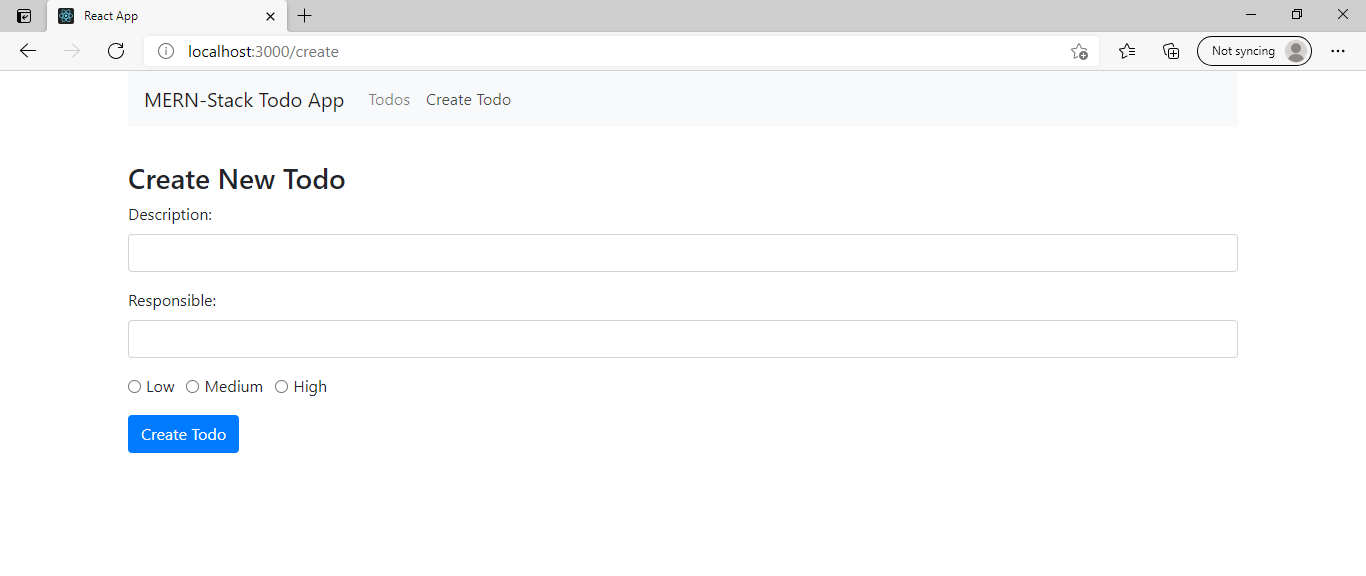 React App
localhost:3000/create
Not syncing
MERN-Stack Todo App Todos Create Todo
Create New Todo
Description:
Responsible:
Low Medium High
Create Todo